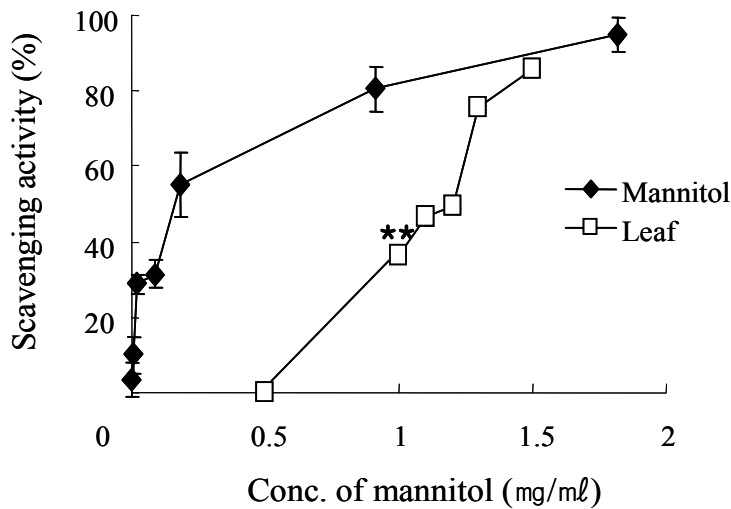 100
80
60
40
20
Scavenging activity (%)
**
Mannitol
Leaf
0 0.5 1 1.5 2
Conc. of mannitol (㎎/㎖)